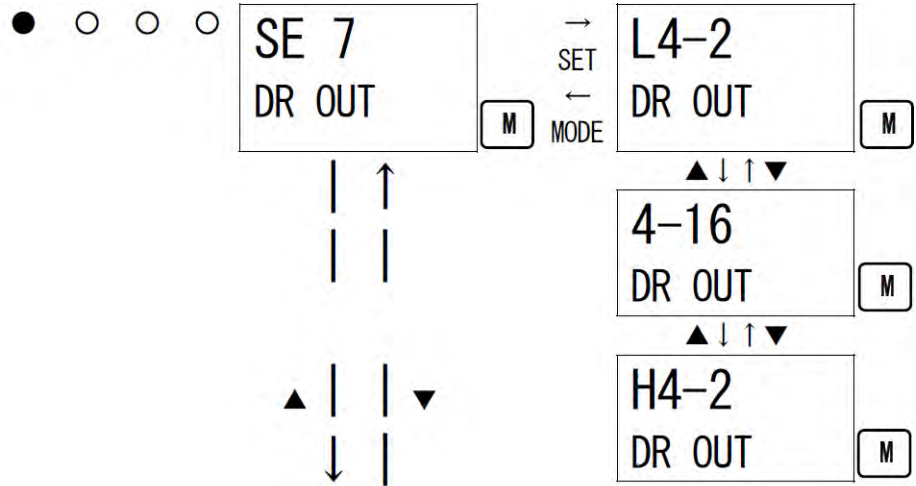 ● ○ ○ ○
SE 7
DR OUT
M
→
SET
←
MODE
L4-2
DR OUT
M
▲↓↑▼
4-16
DR OUT
M
▲↓↑▼
H4-2
DR OUT
M
▲ ↓ ↑ ▼